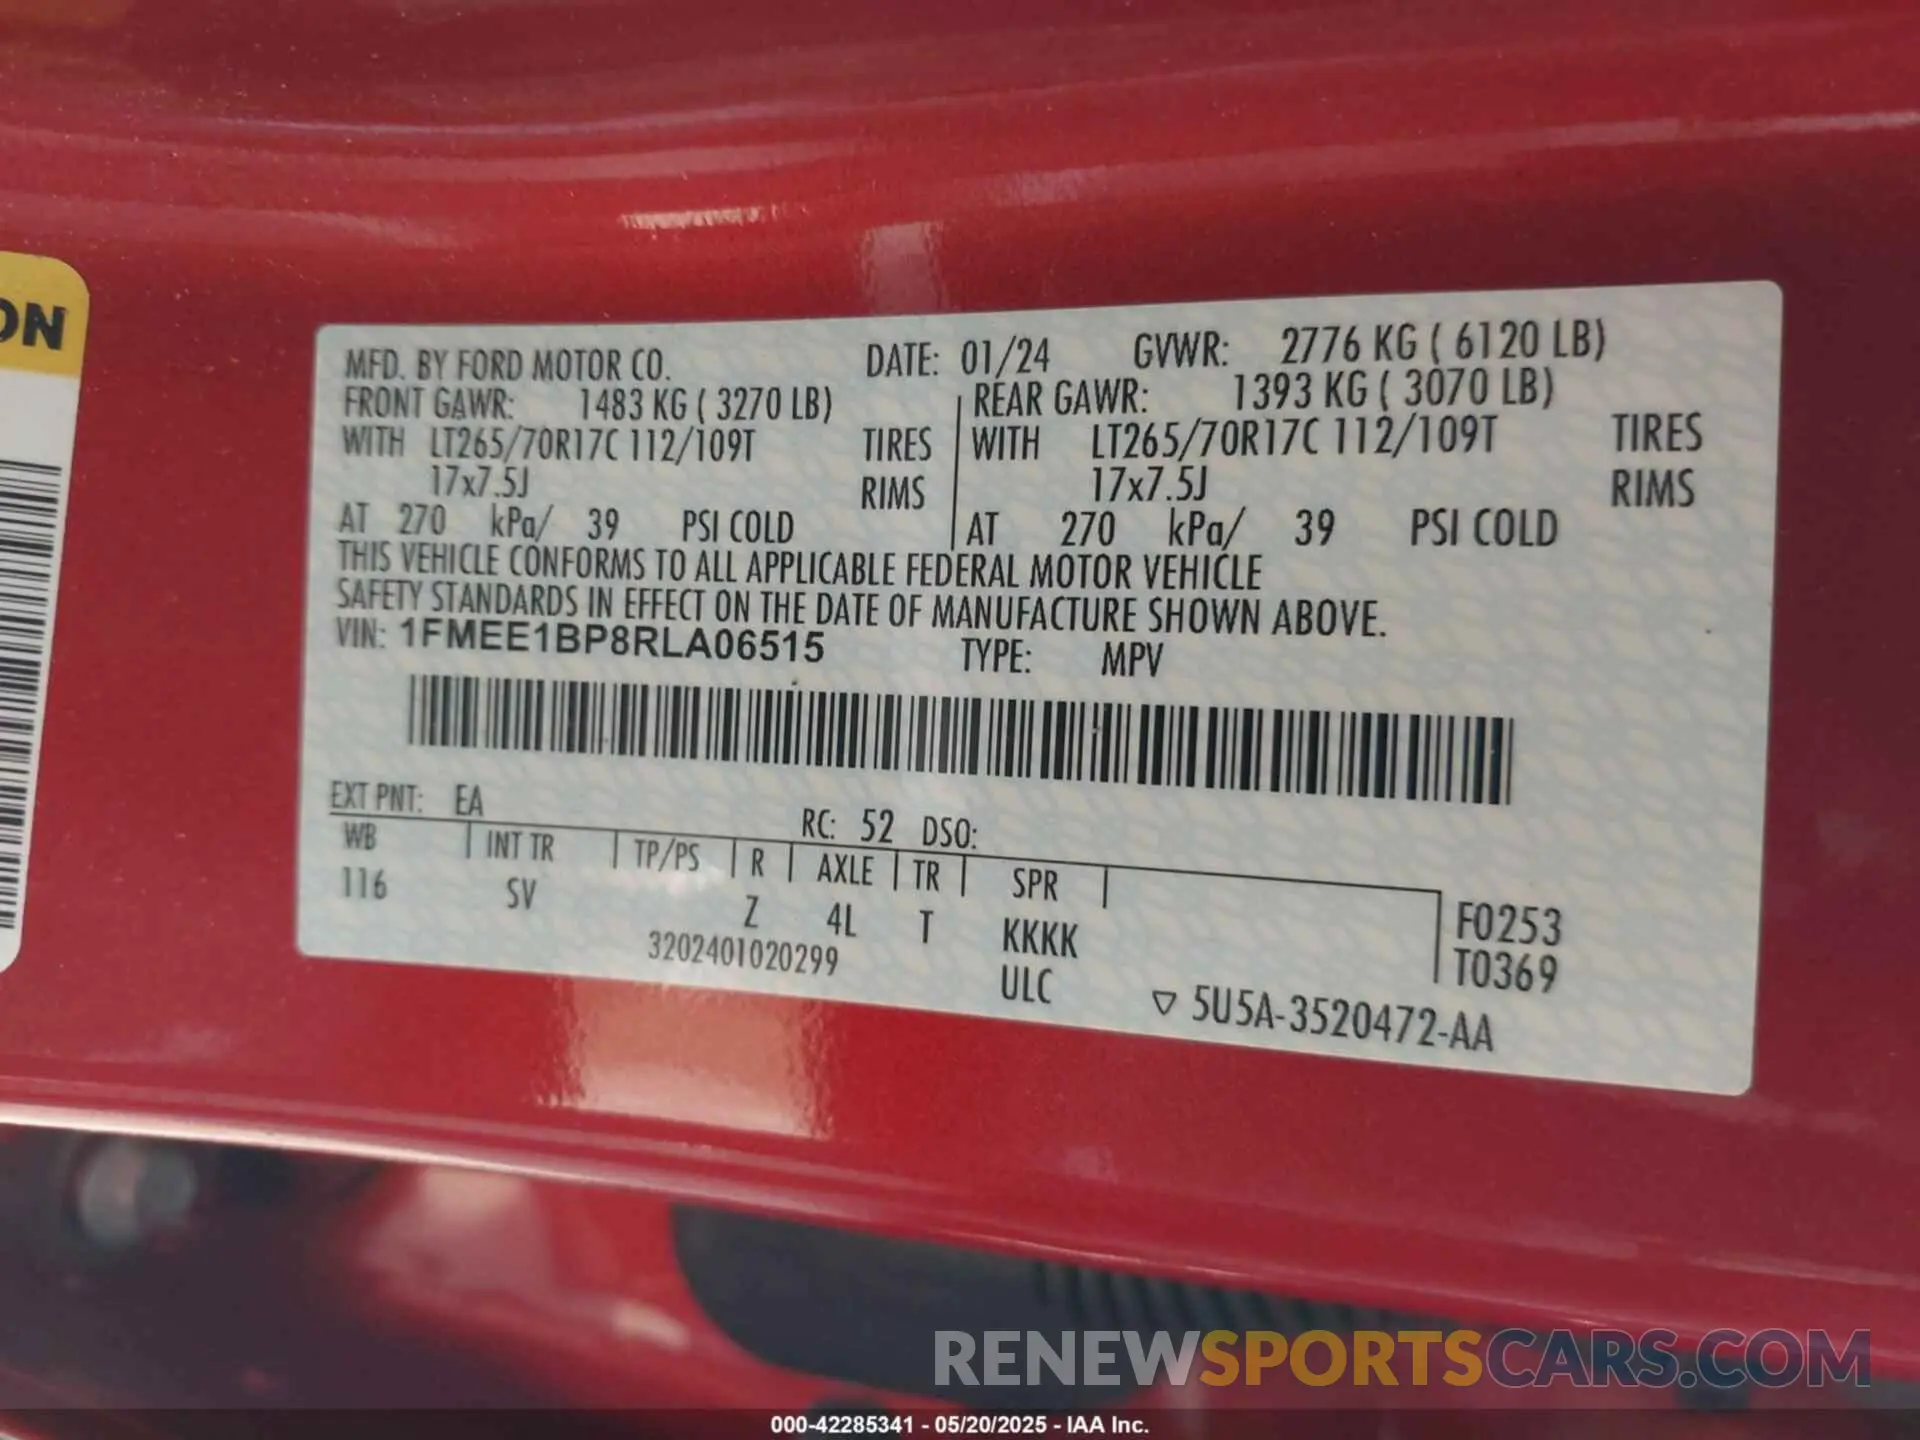 ON
MFD. BY FORD MOTOR CO. DATE: 01/24 GVWR: 2776 KG ( 6120 LB)
FRONT GAWR: 1483 KG ( 3270 LB) REAR GAWR: 1393 KG ( 3070 LB)
WITH LT265/70R17C 112/109T TIRES WITH LT265/70R17C 112/109T TIRES
17x7.5J RIMS 17x7.5J RIMS
AT 270 kPa/ 39 PSI COLD AT 270 kPa/ 39 PSI COLD
THIS VEHICLE CONFORMS TO ALL APPLICABLE FEDERAL MOTOR VEHICLE
SAFETY STANDARDS IN EFFECT ON THE DATE OF MANUFACTURE SHOWN ABOVE.
VIN: 1FMEE1BP8RLA06515 TYPE: MPV
EXT PNT: EA RC: 52 DSO:
WB INT TR TP/PS R AXLE TR SPR
116 SV Z 4L T KKKK F0253
3202401020299 ULC T0369
▽ 5U5A-3520472-AA
RENEWSPORTSCARS.COM
000-42285341 - 05/20/2025 - IAA Inc.